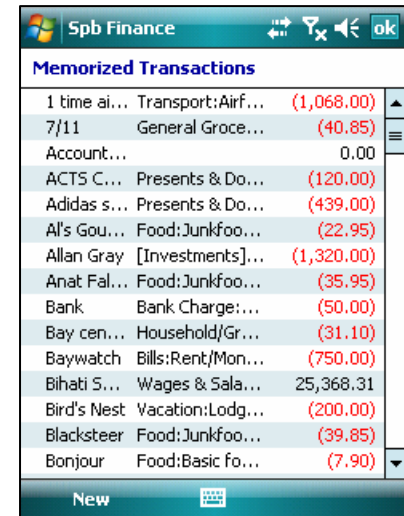 Spb Finance ok
Memorized Transactions
1 time ai... Transport:Airf... (1,068.00)
7/11 General Groce... (40.85)
Account... 0.00
ACTS C... Presents & Do... (120.00)
Adidas s... Presents & Do... (439.00)
Al's Gou... Food:Junkfoo... (22.95)
Allan Gray [Investments]... (1,320.00)
Anat Fal... Food:Junkfoo... (35.95)
Bank Bank Charge:... (50.00)
Bay cen... Household/Gr... (31.10)
Baywatch Bills:Rent/Mon... (750.00)
Bihati S... Wages & Sala... 25,368.31
Bird's Nest Vacation:Lodg... (200.00)
Blacksteer Food:Junkfoo... (39.85)
Bonjour Food:Basic fo... (7.90)
New